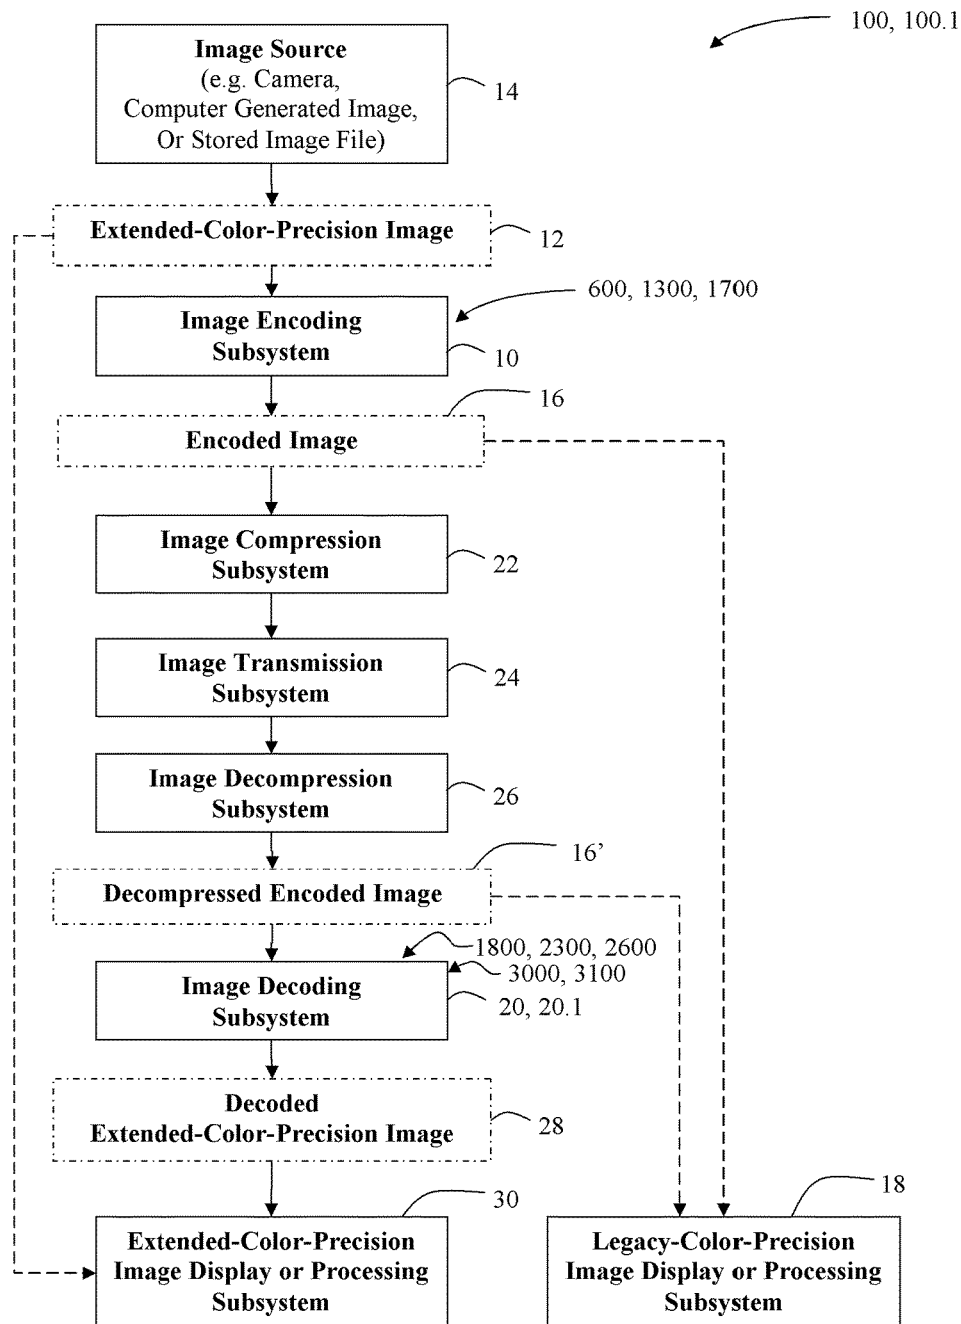 100, 100.1
Image Source
(e.g. Camera,
Computer Generated Image,
Or Stored Image File)
14
Extended-Color-Precision Image
12
600, 1300, 1700
Image Encoding
Subsystem
10
16
Encoded Image
Image Compression
Subsystem
22
Image Transmission
Subsystem
24
Image Decompression
Subsystem
26
16’
Decompressed Encoded Image
1800, 2300, 2600
3000, 3100
Image Decoding
Subsystem
20, 20.1
Decoded
Extended-Color-Precision Image
28
30
Extended-Color-Precision
Image Display or Processing
Subsystem
18
Legacy-Color-Precision
Image Display or Processing
Subsystem